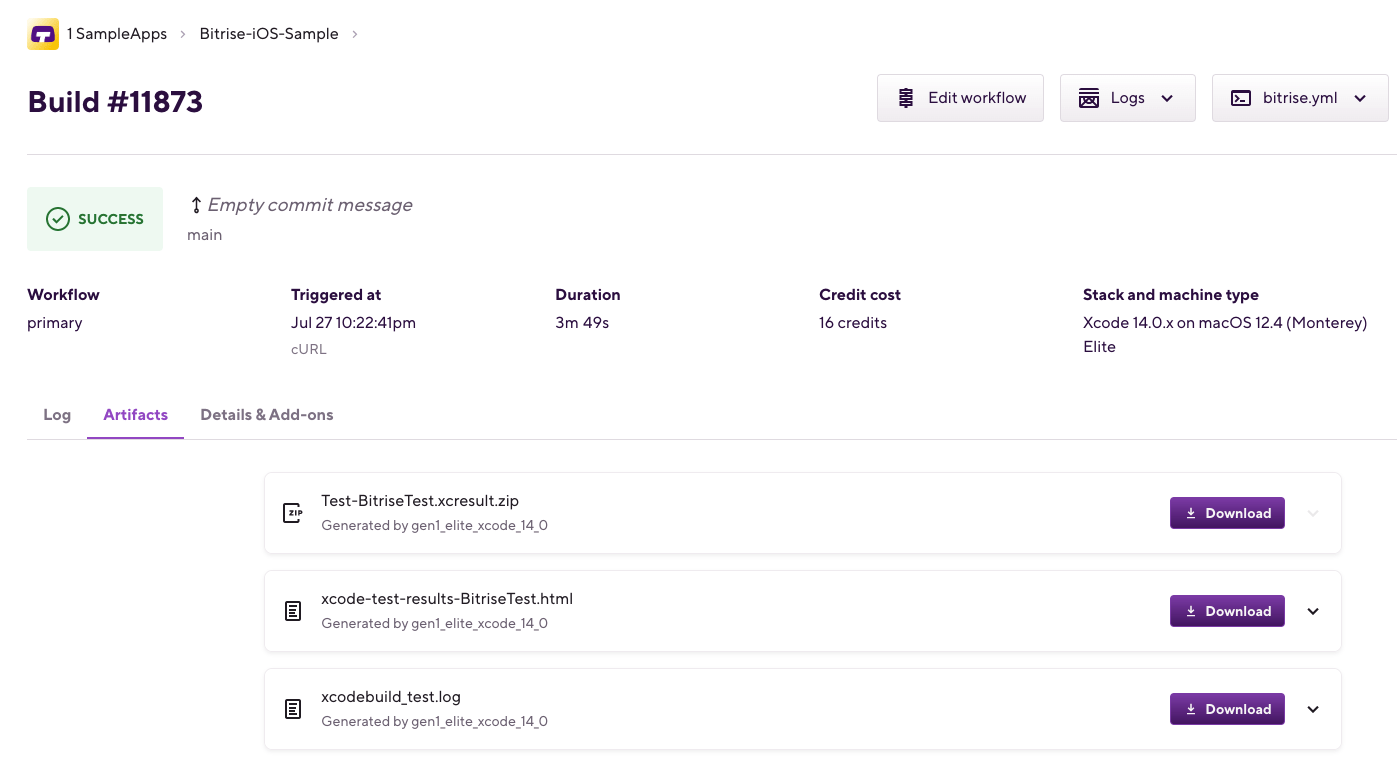 1 SampleApps > Bitrise-iOS-Sample >
Build #11873
Edit workflow
Logs
bitrise.yml
SUCCESS
Empty commit message
main
Workflow
primary
Triggered at
Jul 27 10:22:41pm
cURL
Duration
3m 49s
Credit cost
16 credits
Stack and machine type
Xcode 14.0.x on macOS 12.4 (Monterey)
Elite
Log
Artifacts
Details & Add-ons
ZIP
Test-BitriseTest.xcresult.zip
Generated by gen1_elite_xcode_14_0
Download
xcode-test-results-BitriseTest.html
Generated by gen1_elite_xcode_14_0
Download
xcodebuild_test.log
Generated by gen1_elite_xcode_14_0
Download